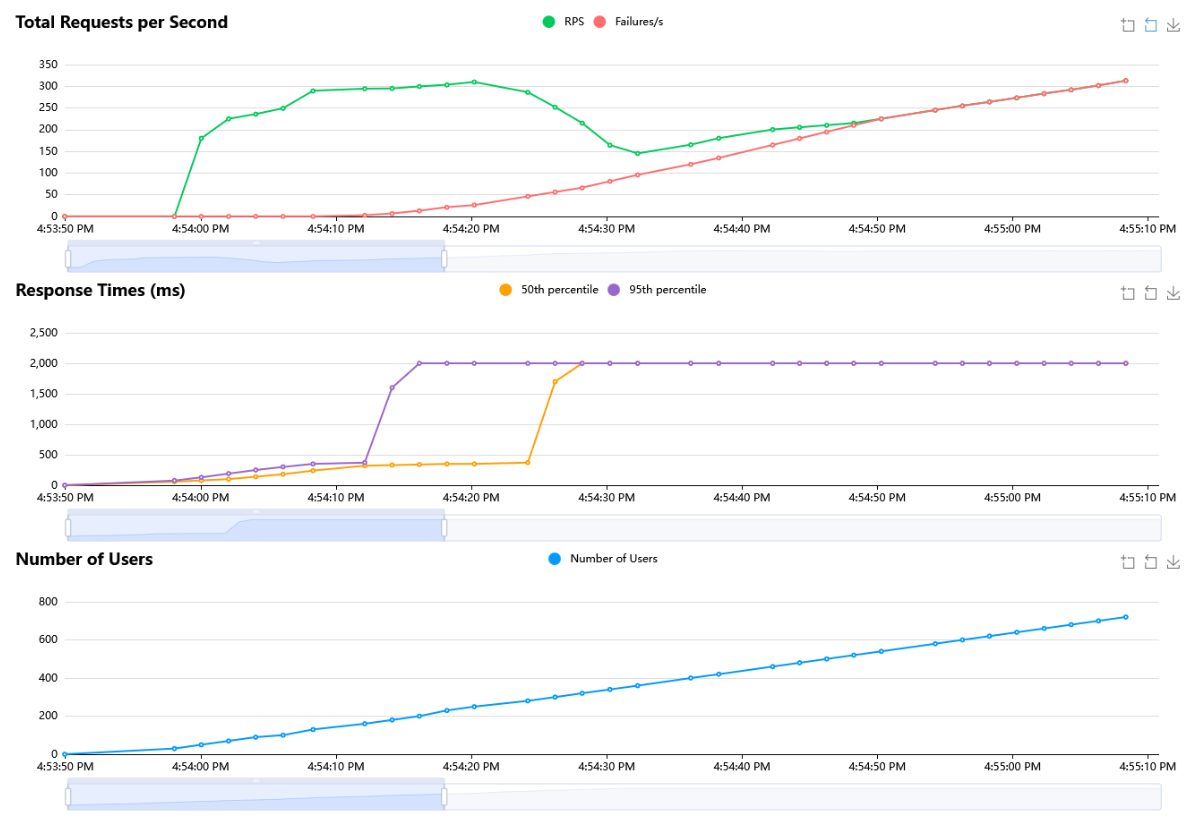 Total Requests per Second
RPS Failures/s
350
300
250
200
150
100
50
0
4:53:50 PM 4:54:00 PM 4:54:10 PM 4:54:20 PM 4:54:30 PM 4:54:40 PM 4:54:50 PM 4:55:00 PM 4:55:10 PM
Response Times (ms)
50th percentile 95th percentile
2,500
2,000
1,500
1,000
500
0
4:53:50 PM 4:54:00 PM 4:54:10 PM 4:54:20 PM 4:54:30 PM 4:54:40 PM 4:54:50 PM 4:55:00 PM 4:55:10 PM
Number of Users
Number of Users
800
600
400
200
0
4:53:50 PM 4:54:00 PM 4:54:10 PM 4:54:20 PM 4:54:30 PM 4:54:40 PM 4:54:50 PM 4:55:00 PM 4:55:10 PM